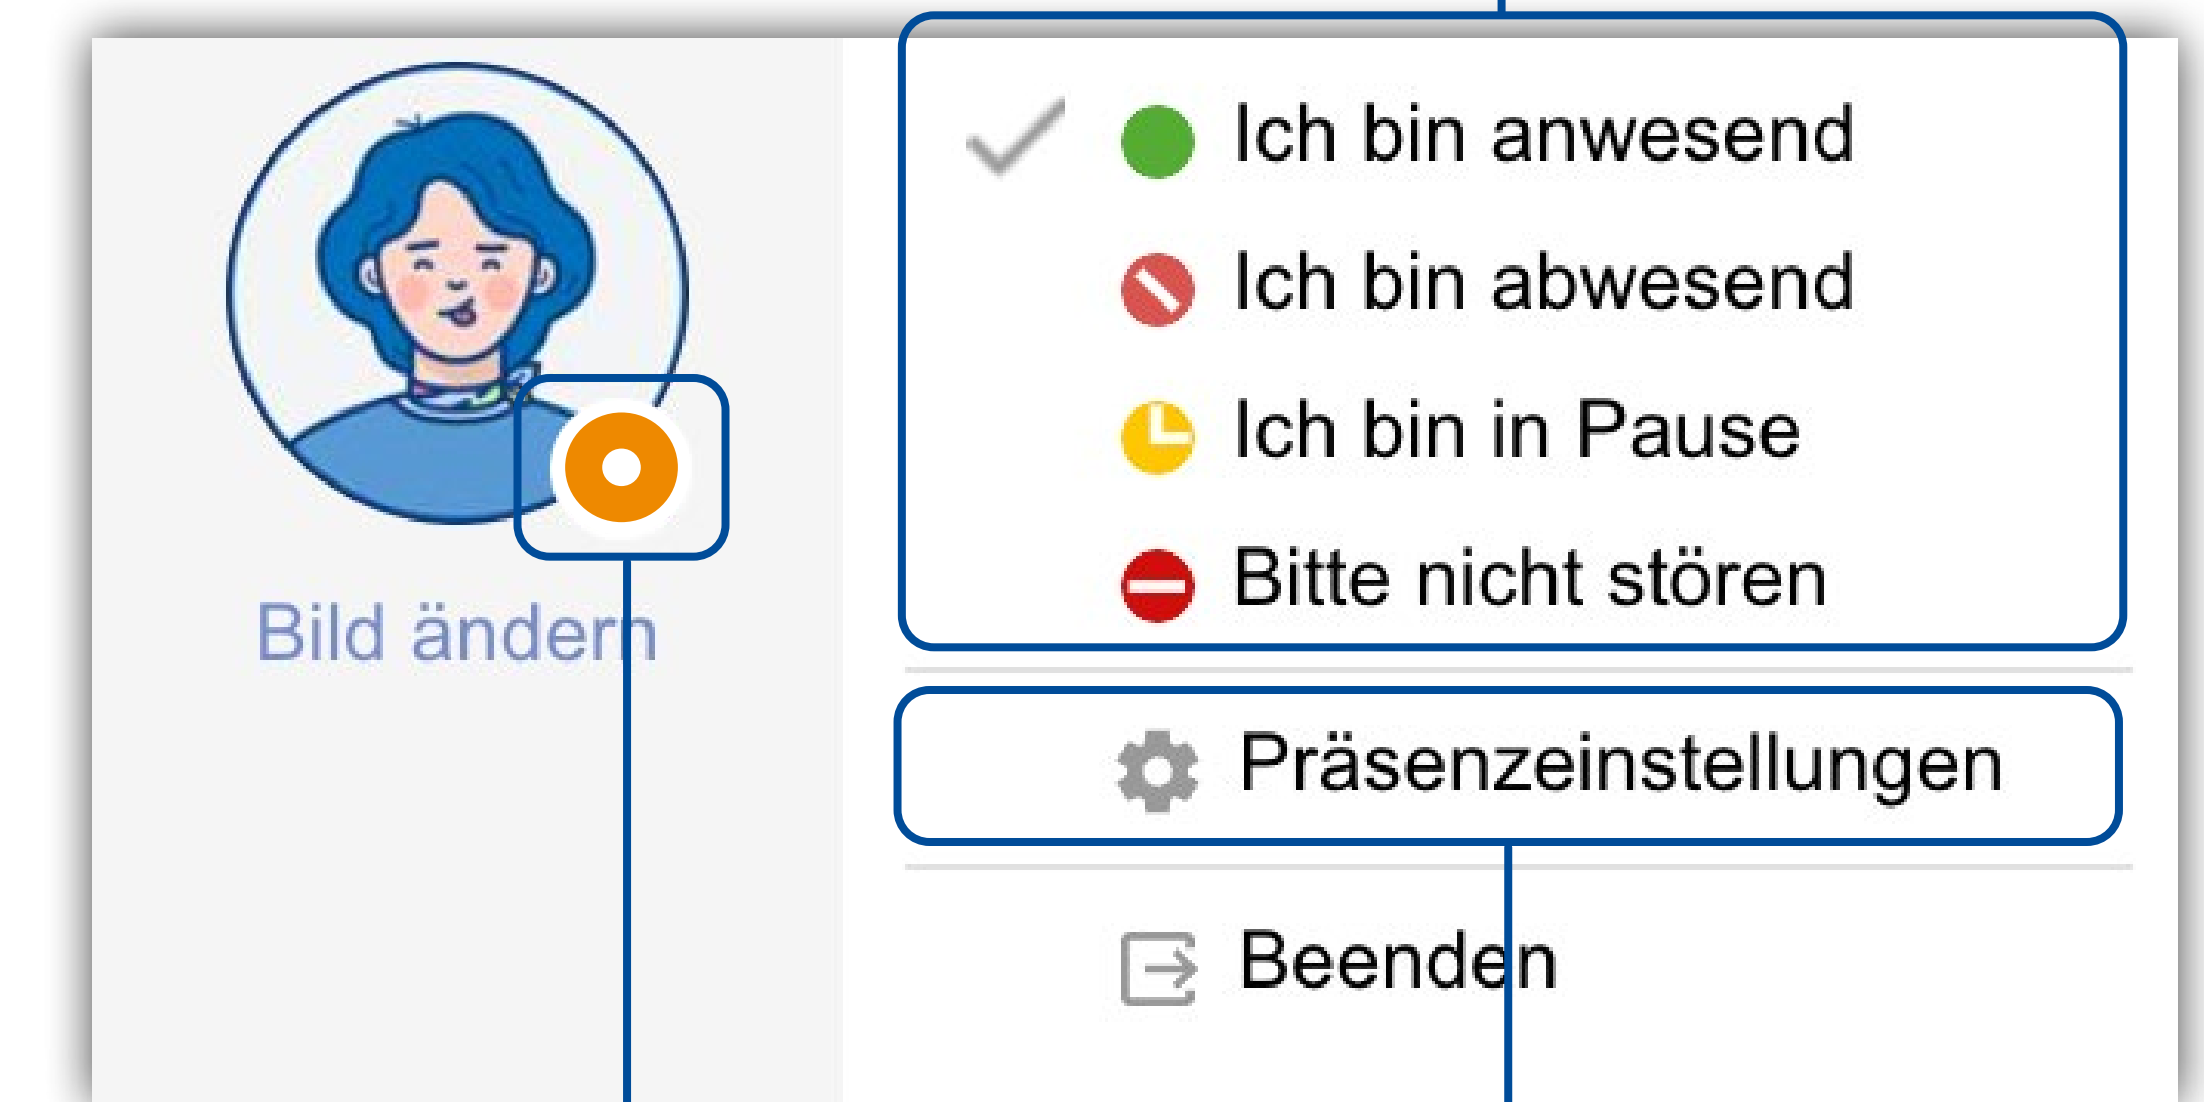 Ich bin anwesend
Ich bin abwesend
Ich bin in Pause
Bitte nicht stören
Bild ändern
Präsenzeinstellungen
Beenden